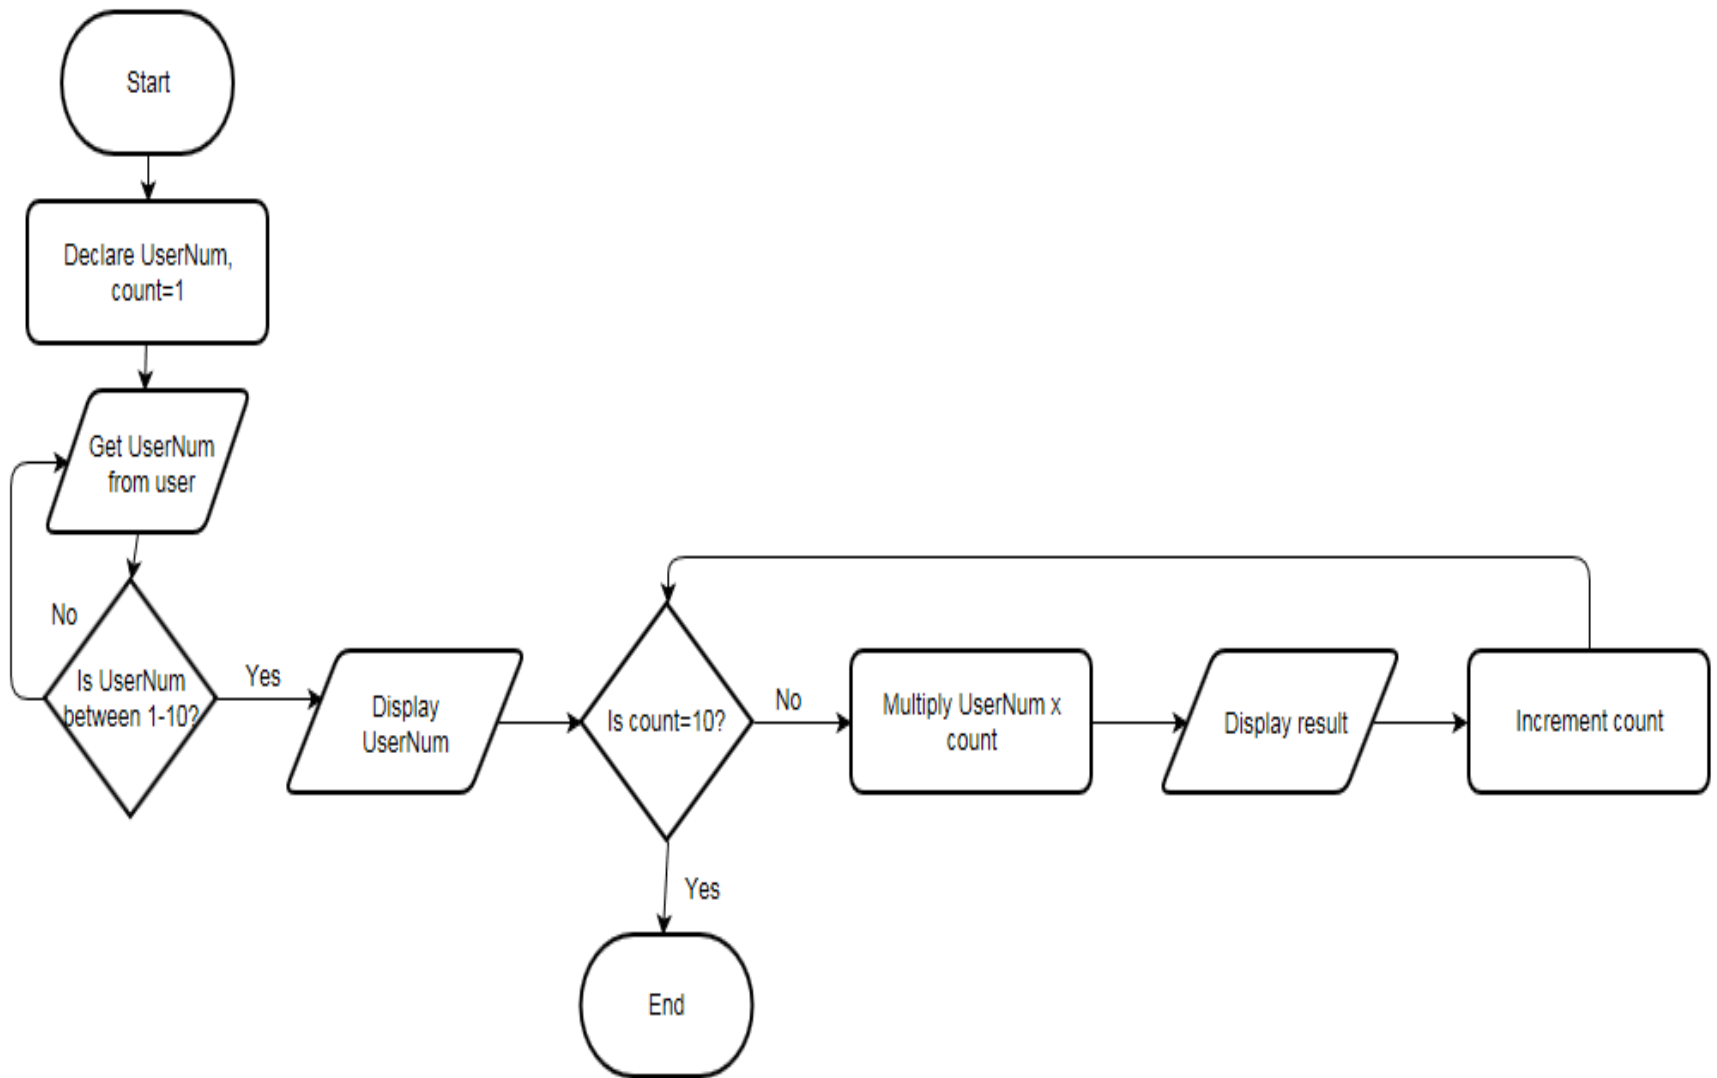 Start
Declare UserNum,
count=1
Get UserNum
from user
No
Is UserNum
between 1-10?
Yes
Display
UserNum
Is count=10?
No
Multiply UserNum x
count
Display result
Increment count
Yes
End